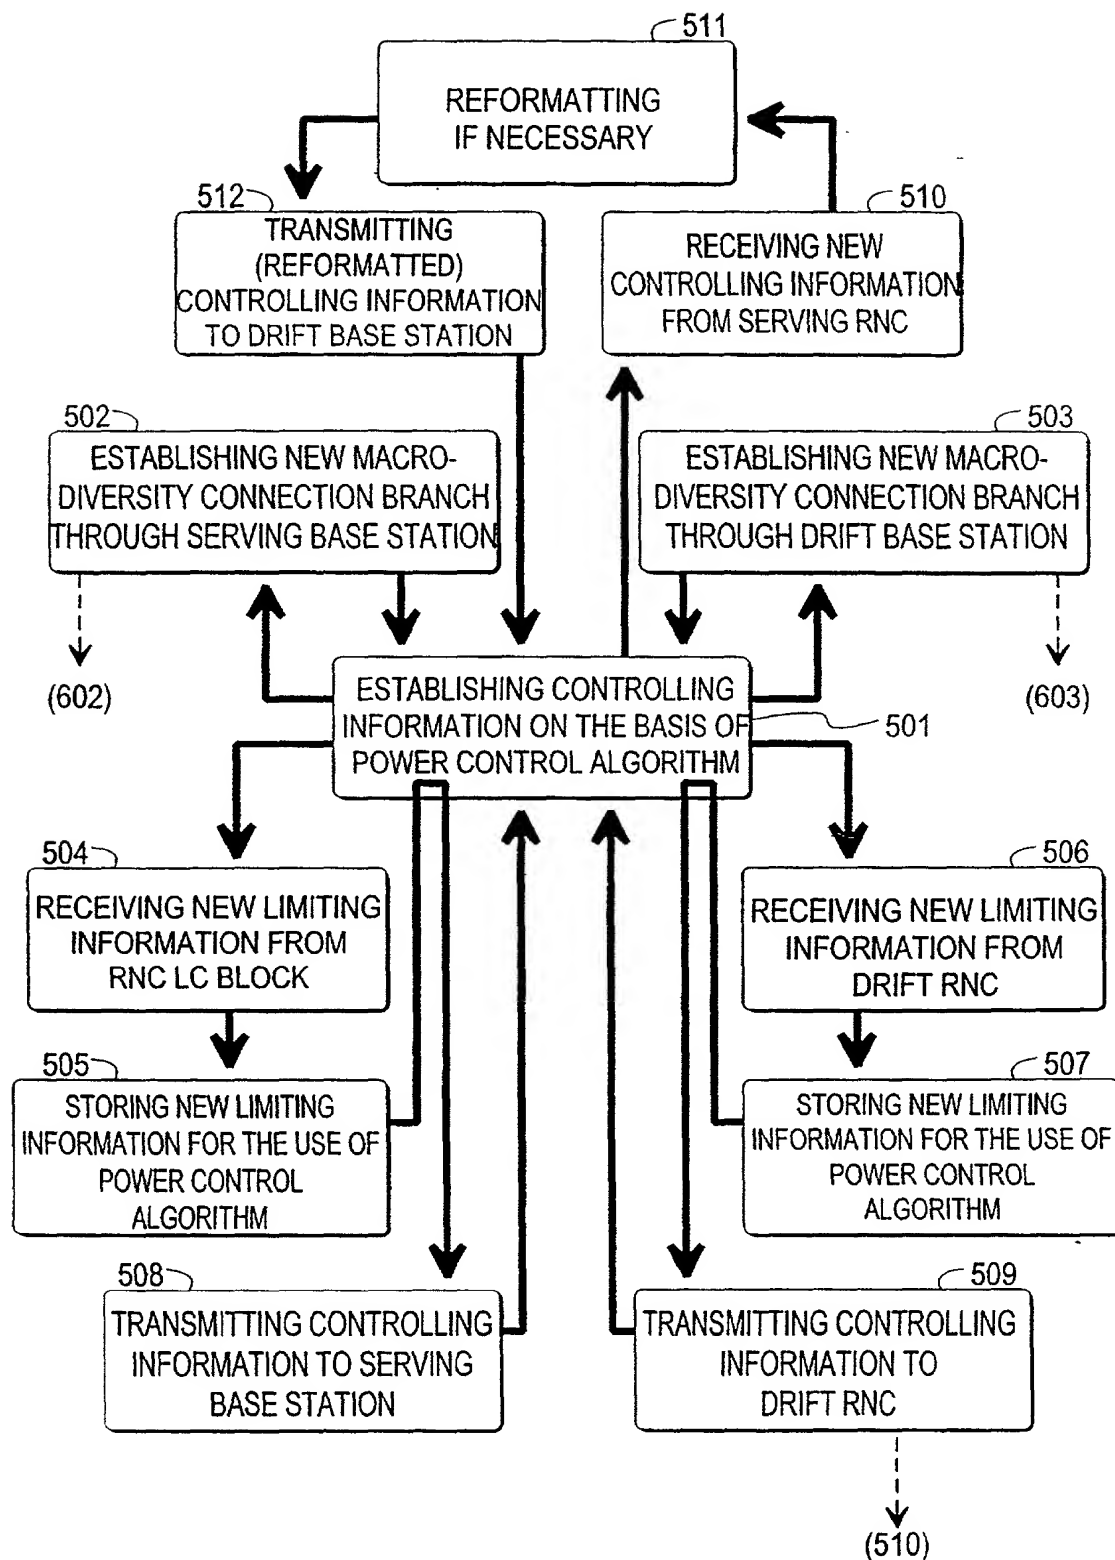 511
REFORMATTING
IF NECESSARY
512
TRANSMITTING
(REFORMATTED)
CONTROLLING INFORMATION
TO DRIFT BASE STATION
510
RECEIVING NEW
CONTROLLING INFORMATION
FROM SERVING RNC
502
ESTABLISHING NEW MACRO-
DIVERSITY CONNECTION BRANCH
THROUGH SERVING BASE STATION
503
ESTABLISHING NEW MACRO-
DIVERSITY CONNECTION BRANCH
THROUGH DRIFT BASE STATION
(602)
(603)
ESTABLISHING CONTROLLING
INFORMATION ON THE BASIS OF
POWER CONTROL ALGORITHM
501
504
RECEIVING NEW LIMITING
INFORMATION FROM
RNC LC BLOCK
506
RECEIVING NEW LIMITING
INFORMATION FROM
DRIFT RNC
505
STORING NEW LIMITING
INFORMATION FOR THE USE OF
POWER CONTROL
ALGORITHM
507
STORING NEW LIMITING
INFORMATION FOR THE USE OF
POWER CONTROL
ALGORITHM
508
TRANSMITTING CONTROLLING
INFORMATION TO SERVING
BASE STATION
509
TRANSMITTING CONTROLLING
INFORMATION TO
DRIFT RNC
(510)